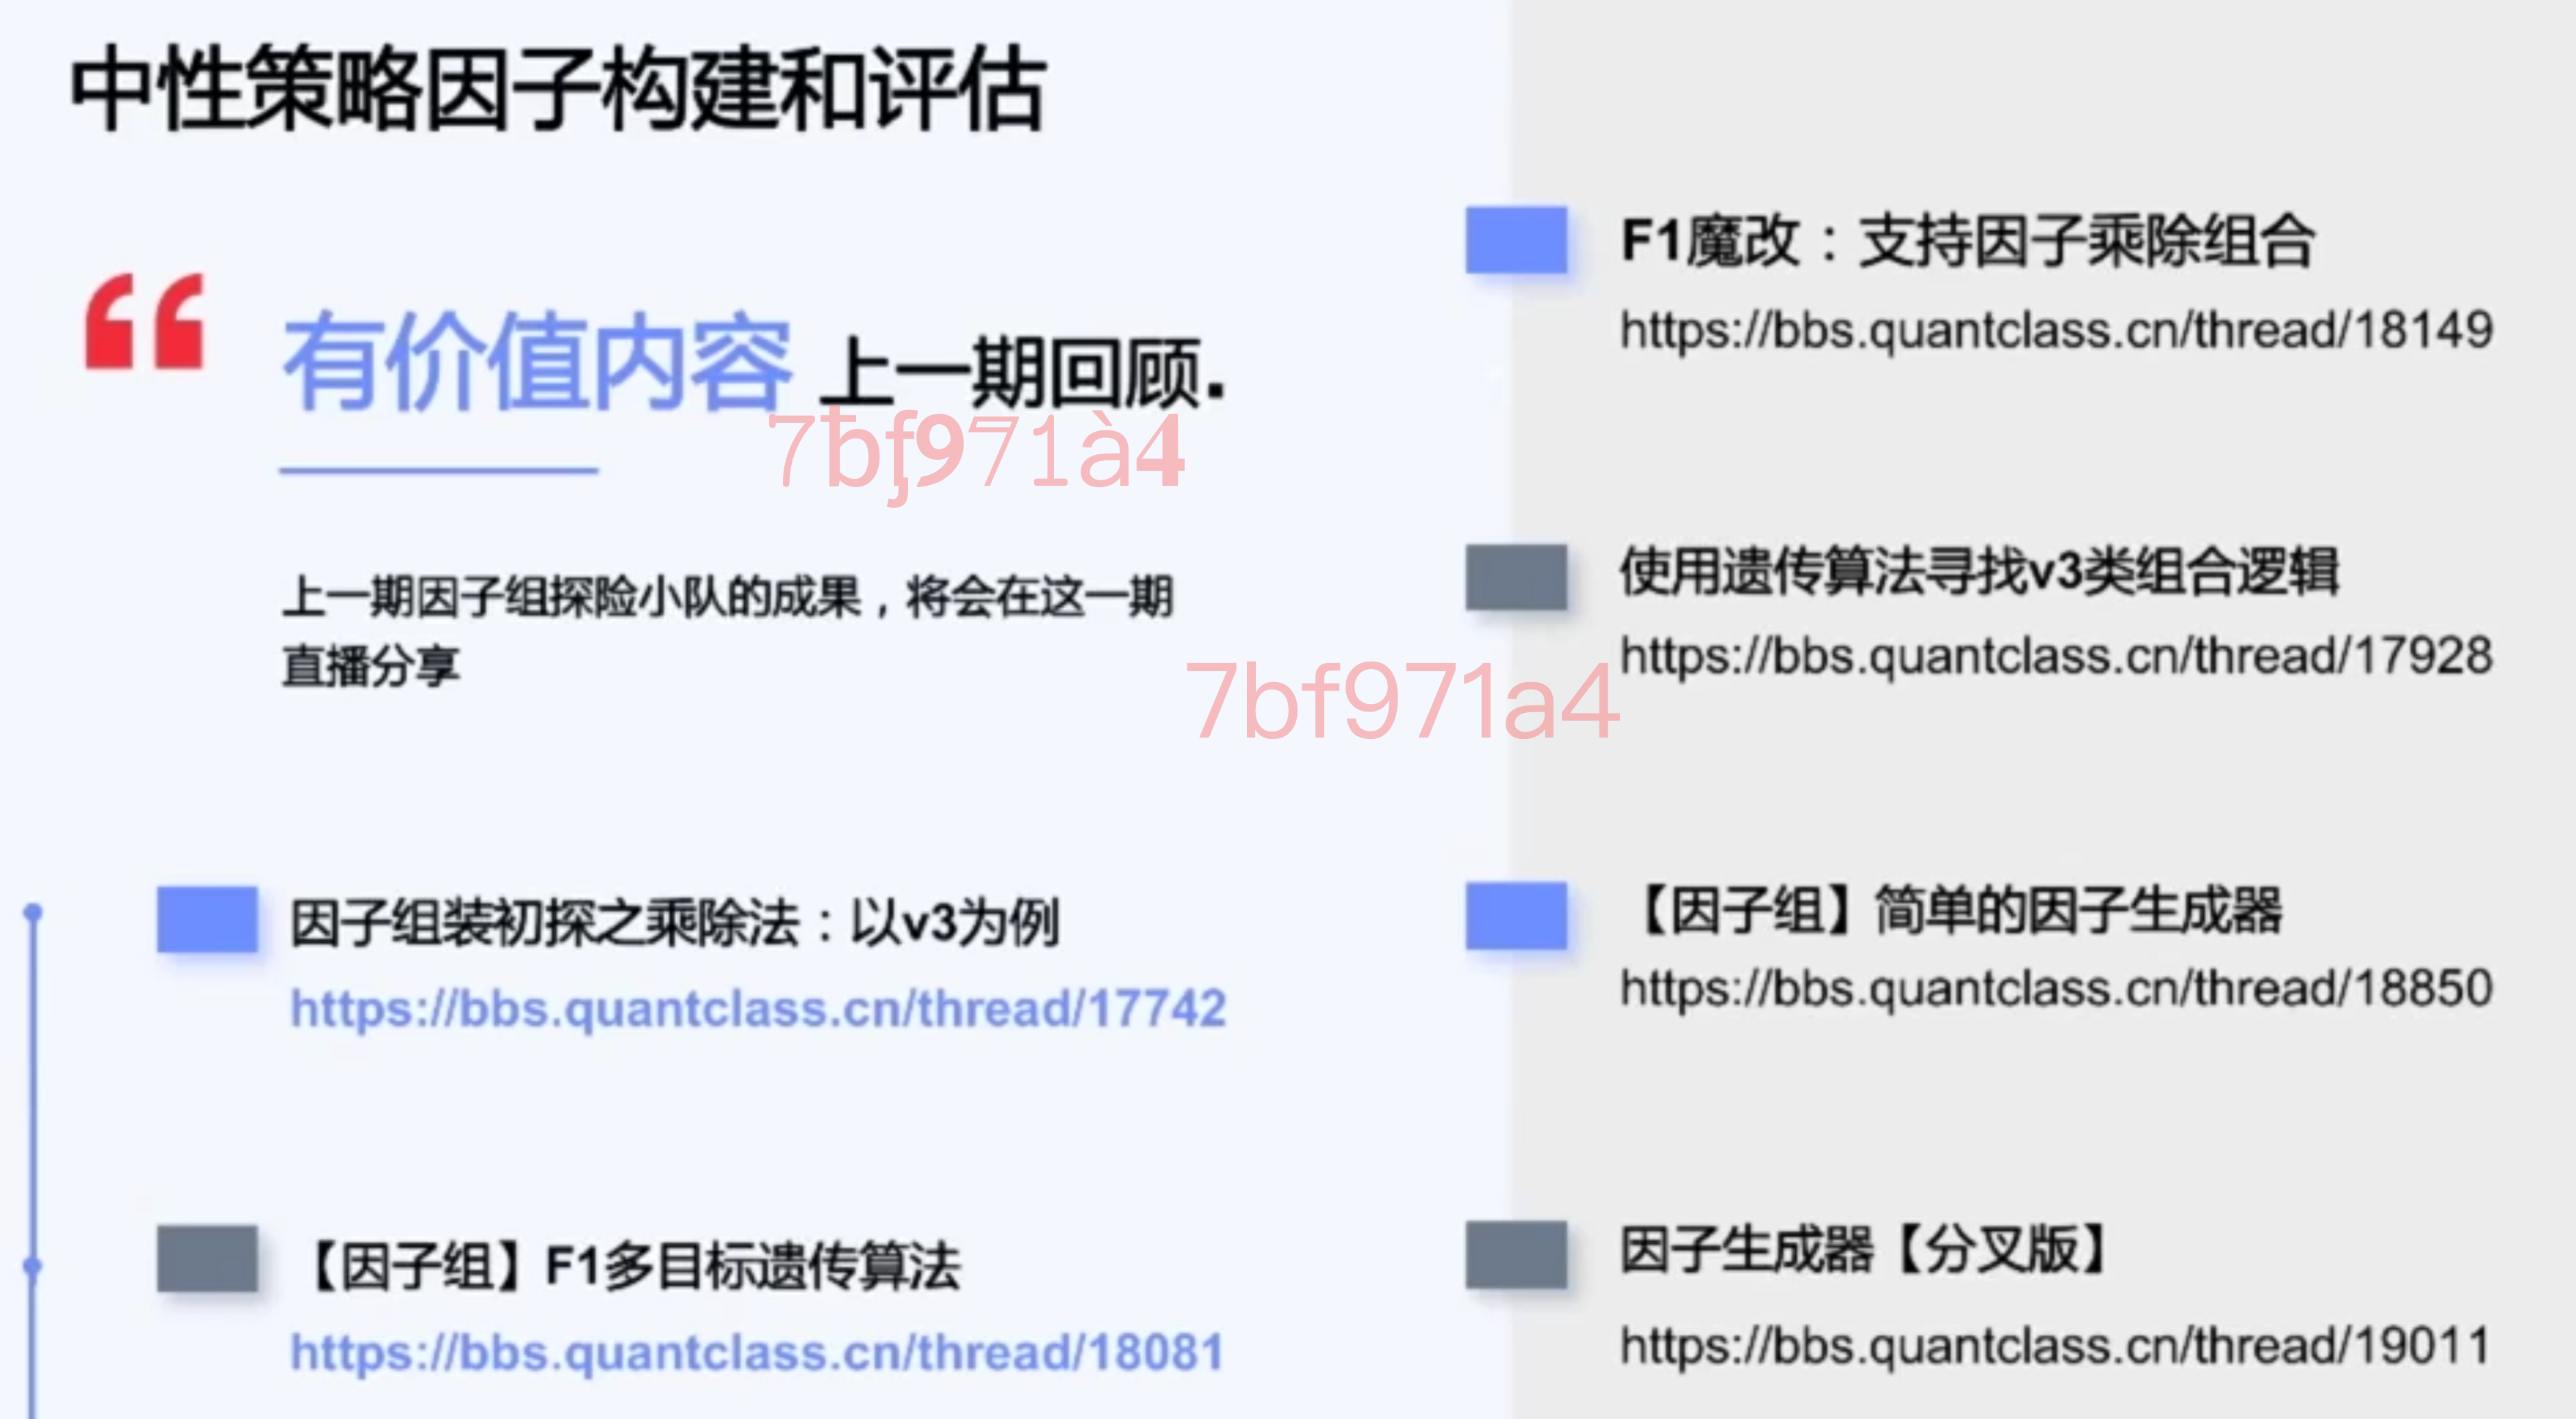 中性策略因子构建和评估
有价值内容 上一期回顾.
7bf971à4
上一期因子组探险小队的成果，将会在这一期
直播分享
7bf971a4
因子组装初探之乘除法：以v3为例
https://bbs.quantclass.cn/thread/17742
【因子组】F1多目标遗传算法
https://bbs.quantclass.cn/thread/18081
F1魔改：支持因子乘除组合
https://bbs.quantclass.cn/thread/18149
使用遗传算法寻找v3类组合逻辑
https://bbs.quantclass.cn/thread/17928
【因子组】简单的因子生成器
https://bbs.quantclass.cn/thread/18850
因子生成器【分叉版】
https://bbs.quantclass.cn/thread/19011